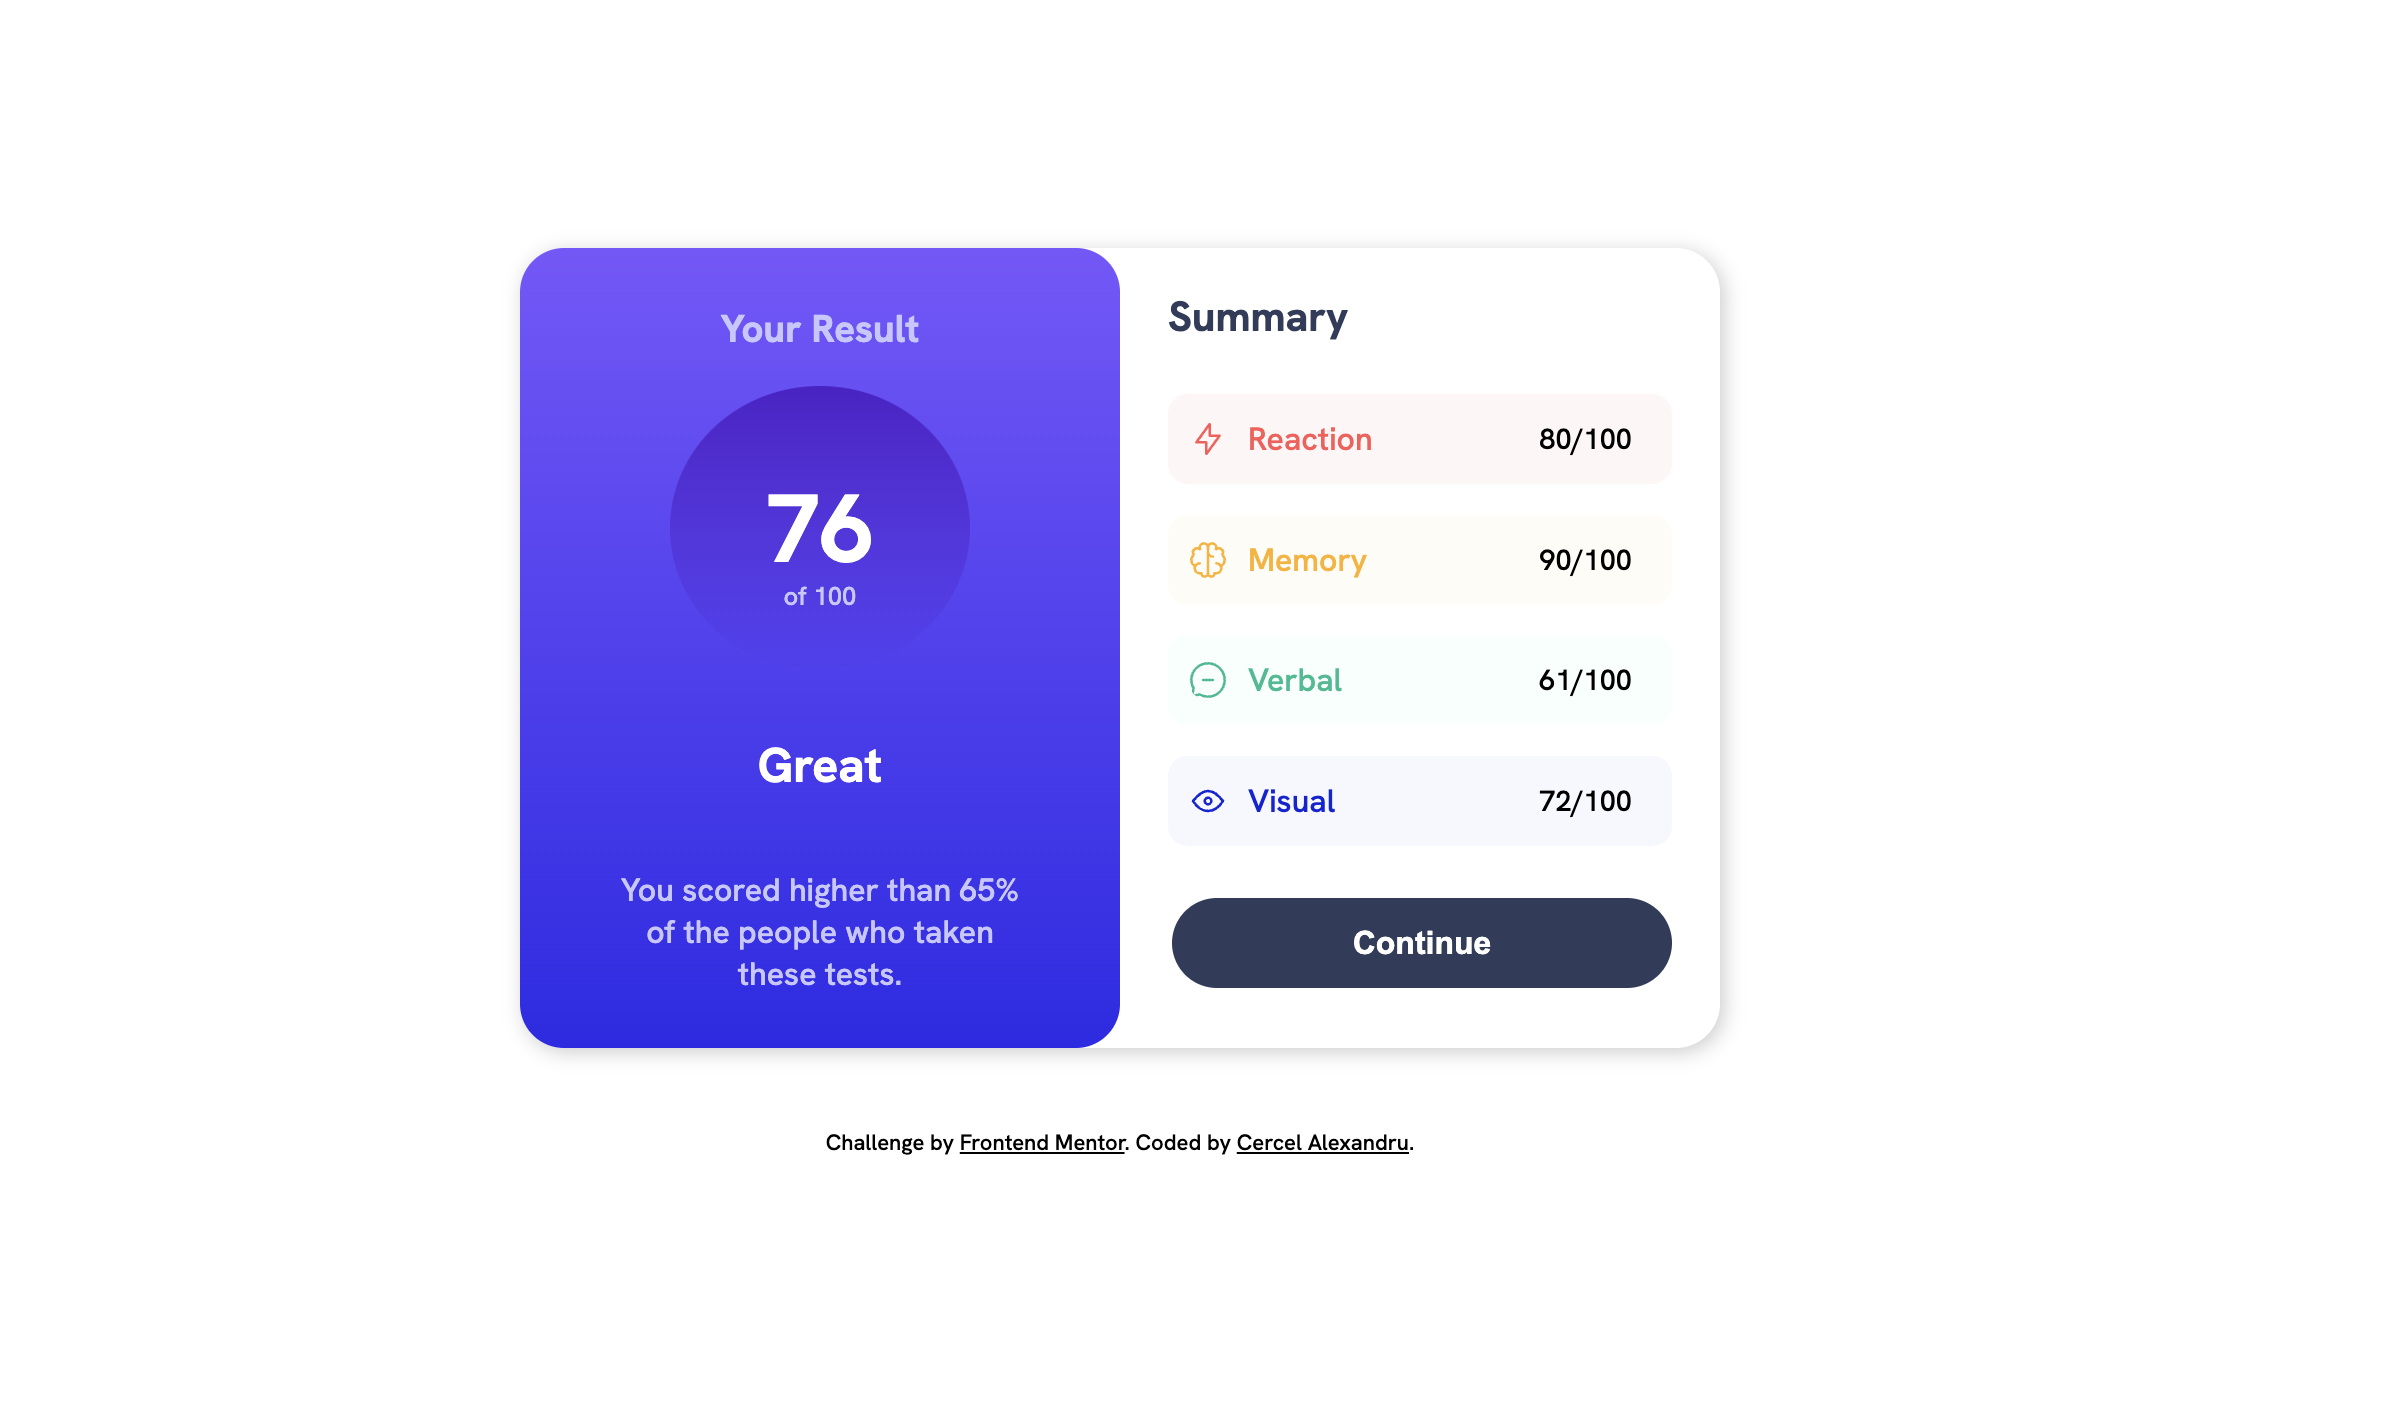 Your Result
76
of 100
Great
You scored higher than 65%
of the people who taken
these tests.
Summary
Reaction 80/100
Memory 90/100
Verbal 61/100
Visual 72/100
Continue
Challenge by Frontend Mentor. Coded by Cercel Alexandru.